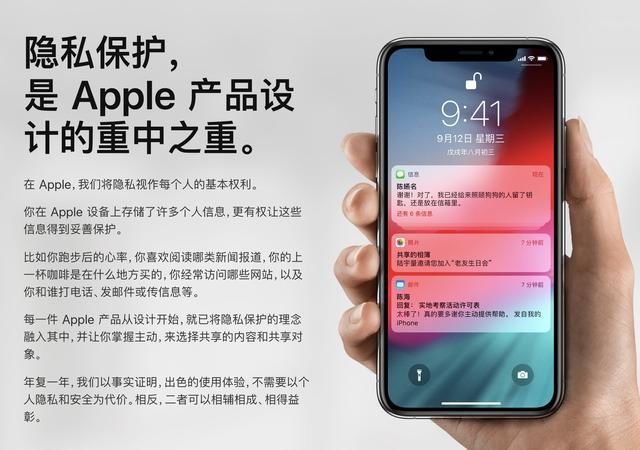 隐私保护，
是 Apple 产品设
计的重中之重。
在 Apple，我们将隐私视作每个人的基本权利。
你在 Apple 设备上存储了许多个人信息，更有权让这些
信息得到妥善保护。
比如你跑步后的心率，你喜欢阅读哪类新闻报道，你的上
一杯咖啡是在什么地方买的，你经常访问哪些网站，以及
你和谁打电话、发邮件或传信息等。
每一件 Apple 产品从设计开始，就已将隐私保护的理念
融入其中，并让你掌握主动，来选择共享的内容和共享对
象。
年复一年，我们以事实证明，出色的使用体验，不需要以个
人隐私和安全为代价。相反，二者可以相辅相成、相得益
彰。
9:41
9月12日 星期三
戊戌年八月初三
信息 现在
陈嫣名
谢谢！对了，我已经给来照顾狗狗的人留了钥
匙，还是放在信箱里。
还有 6 条信息
照片 7分钟前
共享的相簿
陆宇量邀请您加入“老友生日会”
邮件 7分钟前
陈海
回复： 实地考察活动许可表
太棒了！真的要多谢你主动提供帮助。 发自我的
iPhone